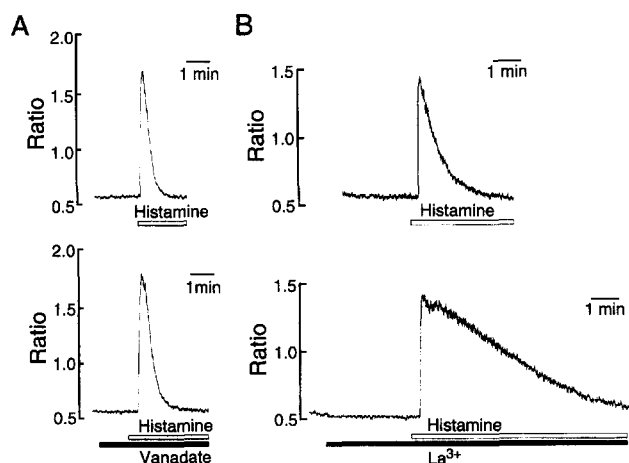 A
2.0
1.5
1.0
0.5
Ratio
1 min
Histamine
2.0
1.5
1.0
0.5
Ratio
1min
Histamine
Vanadate
B
1.5
1.0
0.5
Ratio
1 min
Histamine
1.5
1.0
0.5
Ratio
1 min
Histamine
La³⁺